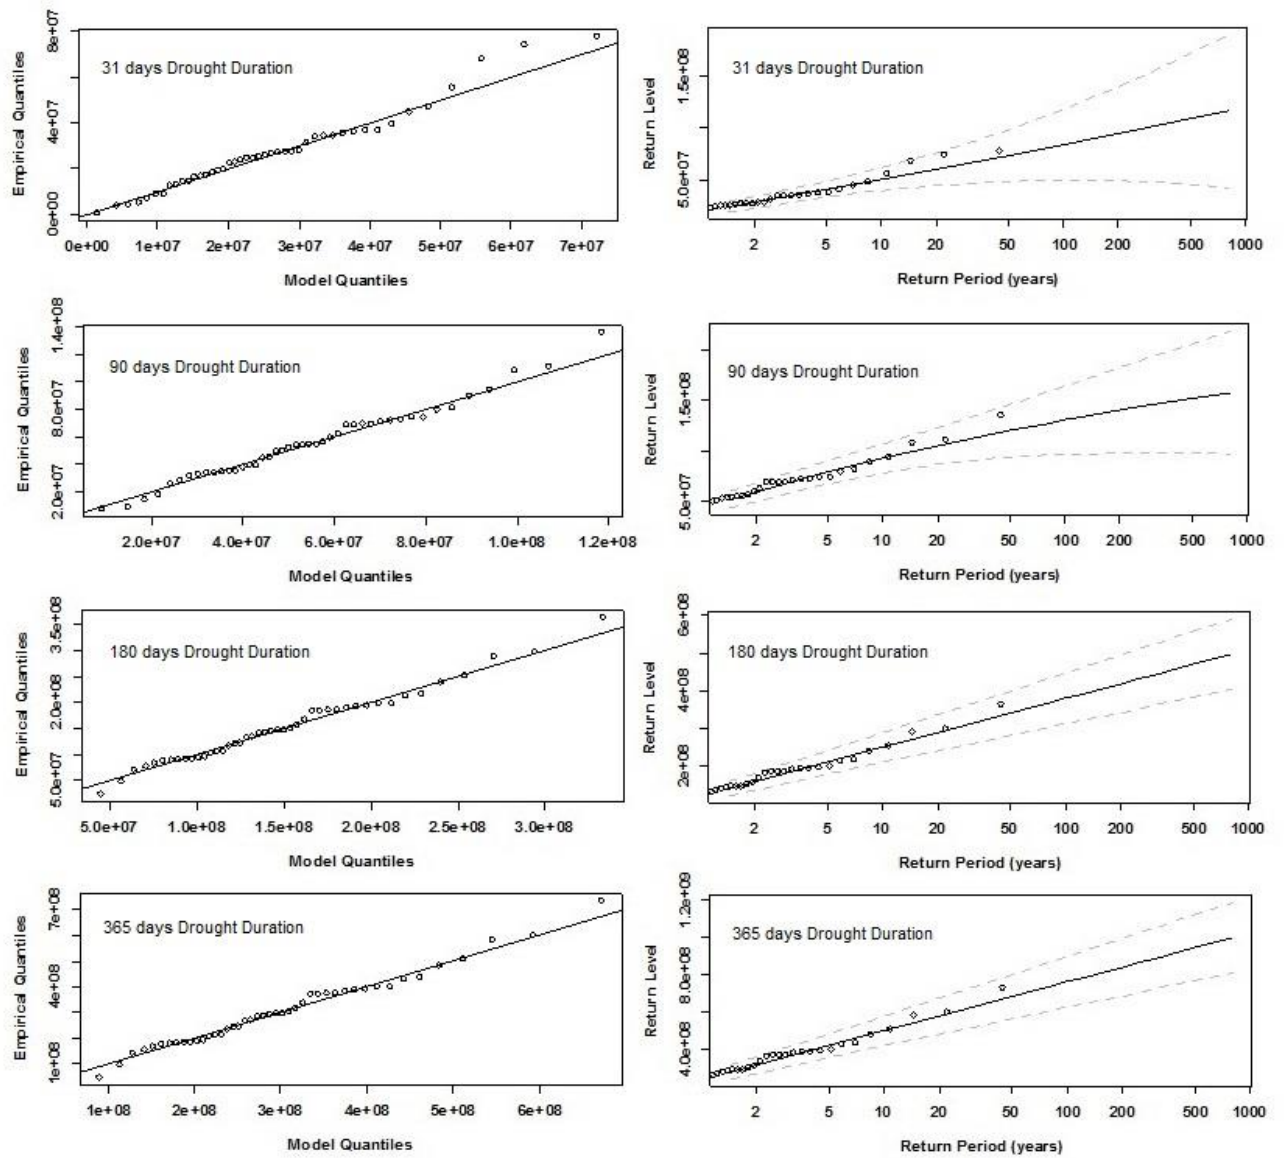 8e+07
4e+07
0e+00
Empirical Quantiles
31 days Drought Duration
0e+00 1e+07 2e+07 3e+07 4e+07 5e+07 6e+07 7e+07
Model Quantiles
1.5e+08
5.0e+07
Return Level
31 days Drought Duration
2 5 10 20 50 100 200 500 1000
Return Period (years)
1.4e+08
8.0e+07
2.0e+07
Empirical Quantiles
90 days Drought Duration
2.0e+07 4.0e+07 6.0e+07 8.0e+07 1.0e+08 1.2e+08
Model Quantiles
1.5e+08
5.0e+07
Return Level
90 days Drought Duration
2 5 10 20 50 100 200 500 1000
Return Period (years)
3.5e+08
2.0e+08
5.0e+07
Empirical Quantiles
180 days Drought Duration
5.0e+07 1.0e+08 1.5e+08 2.0e+08 2.5e+08 3.0e+08
Model Quantiles
6e+08
4e+08
2e+08
Return Level
180 days Drought Duration
2 5 10 20 50 100 200 500 1000
Return Period (years)
7e+08
4e+08
1e+08
Empirical Quantiles
365 days Drought Duration
1e+08 2e+08 3e+08 4e+08 5e+08 6e+08
Model Quantiles
1.2e+09
8.0e+08
4.0e+08
Return Level
365 days Drought Duration
2 5 10 20 50 100 200 500 1000
Return Period (years)